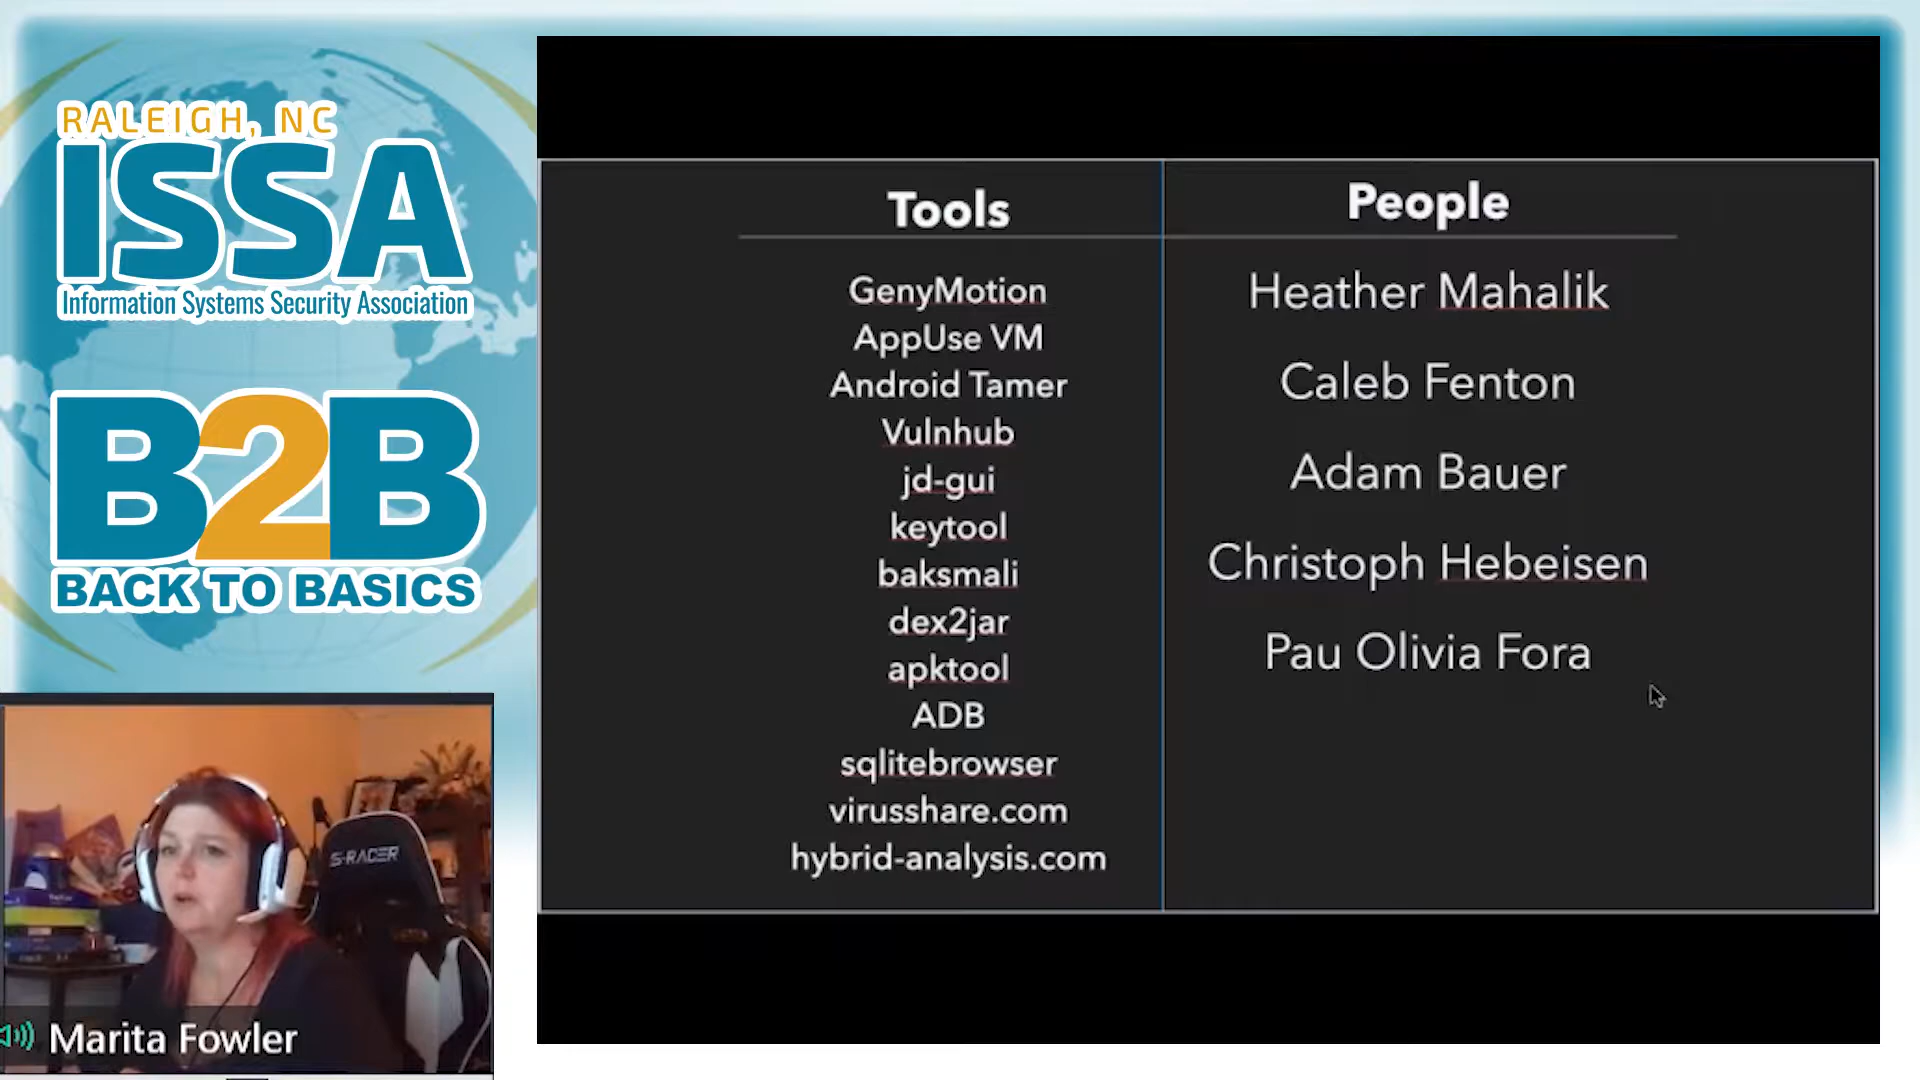 RALEIGH, NC
ISSA
Information Systems Security Association
B2B
BACK TO BASICS
S-RACER
Marita Fowler
Tools
GenyMotion
AppUse VM
Android Tamer
Vulnhub
jd-gui
keytool
baksmali
dex2jar
apktool
ADB
sqlitebrowser
virusshare.com
hybrid-analysis.com
People
Heather Mahalik
Caleb Fenton
Adam Bauer
Christoph Hebeisen
Pau Olivia Fora